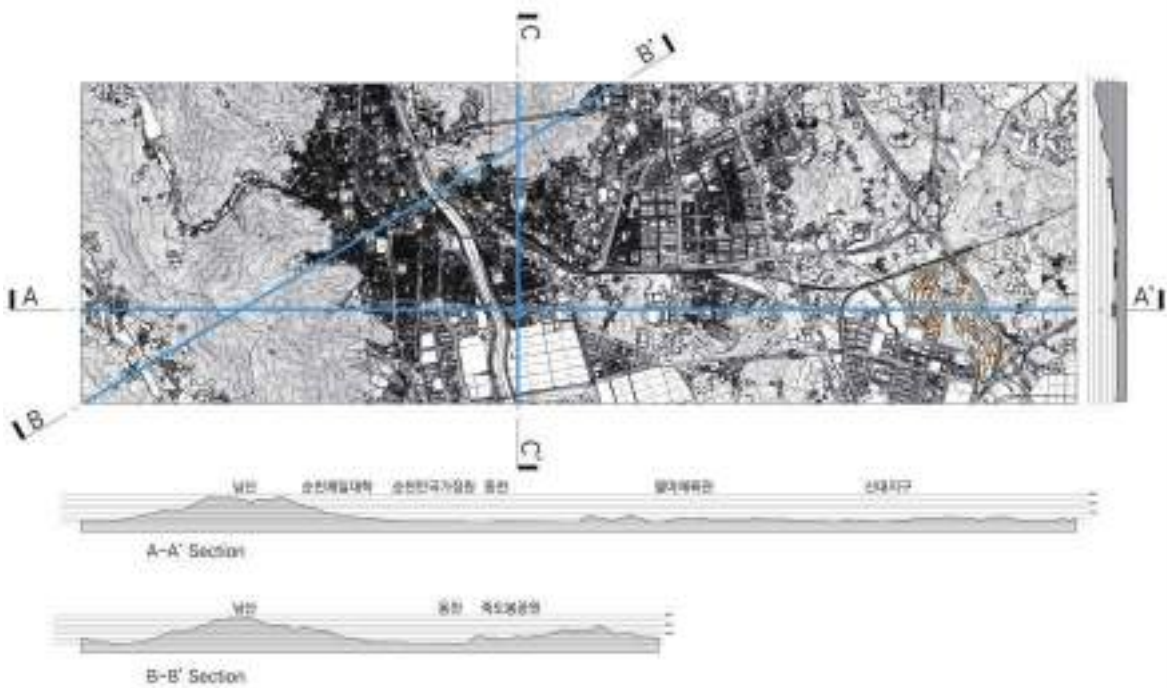 C
B'
A
A'
B
C'
남산 순천제일대학 순천만국가정원 동천 팔마체육관 신대지구
A-A' Section
남산 동천 죽도봉공원
B-B' Section